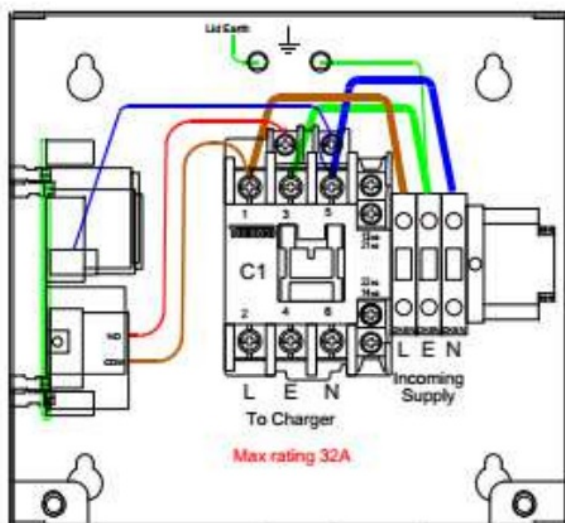 Lid Earth
1 3 5
C1
NO
COM
2 4 6
L E N
L E N
Incoming
Supply
To Charger
Max rating 32A